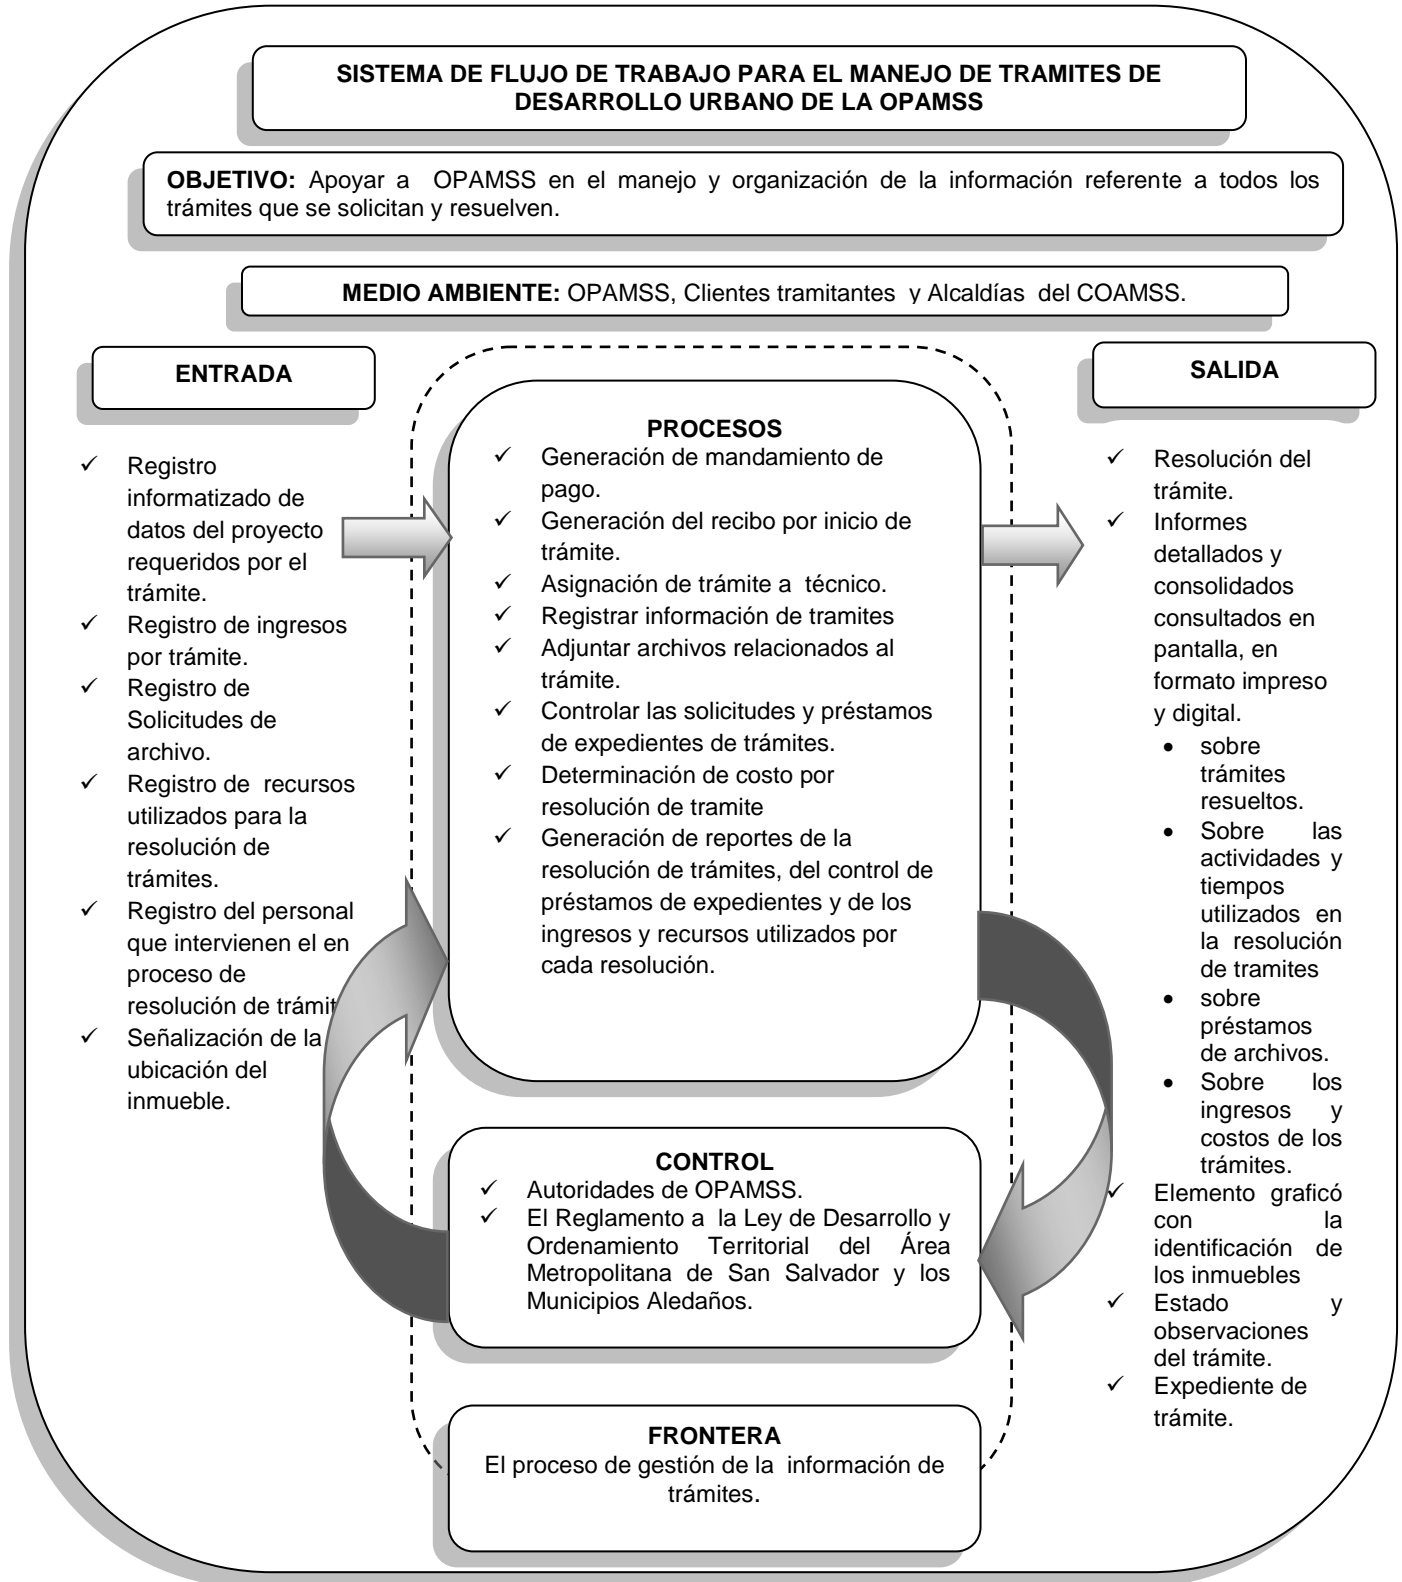 SISTEMA DE FLUJO DE TRABAJO PARA EL MANEJO DE TRAMITES DE
DESARROLLO URBANO DE LA OPAMSS
OBJETIVO: Apoyar a OPAMSS en el manejo y organización de la información referente a todos los
trámites que se solicitan y resuelven.
MEDIO AMBIENTE: OPAMSS, Clientes tramitantes y Alcaldías del COAMSS.
ENTRADA
✓ Registro
informatizado de
datos del proyecto
requeridos por el
trámite.
✓ Registro de ingresos
por trámite.
✓ Registro de
Solicitudes de
archivo.
✓ Registro de recursos
utilizados para la
resolución de
trámites.
✓ Registro del personal
que intervienen el en
proceso de
resolución de trámit
✓ Señalización de la
ubicación del
inmueble.
PROCESOS
✓ Generación de mandamiento de
pago.
✓ Generación del recibo por inicio de
trámite.
✓ Asignación de trámite a técnico.
✓ Registrar información de tramites
✓ Adjuntar archivos relacionados al
trámite.
✓ Controlar las solicitudes y préstamos
de expedientes de trámites.
✓ Determinación de costo por
resolución de tramite
✓ Generación de reportes de la
resolución de trámites, del control de
préstamos de expedientes y de los
ingresos y recursos utilizados por
cada resolución.
CONTROL
✓ Autoridades de OPAMSS.
✓ El Reglamento a la Ley de Desarrollo y
Ordenamiento Territorial del Área
Metropolitana de San Salvador y los
Municipios Aledaños.
FRONTERA
El proceso de gestión de la información de
trámites.
SALIDA
✓ Resolución del
trámite.
✓ Informes
detallados y
consolidados
consultados en
pantalla, en
formato impreso
y digital.
• sobre
trámites
resueltos.
• Sobre las
actividades y
tiempos
utilizados en
la resolución
de tramites
• sobre
préstamos
de archivos.
• Sobre los
ingresos y
costos de los
trámites.
✓ Elemento graficó
con la
identificación de
los inmuebles
✓ Estado y
observaciones
del trámite.
✓ Expediente de
trámite.